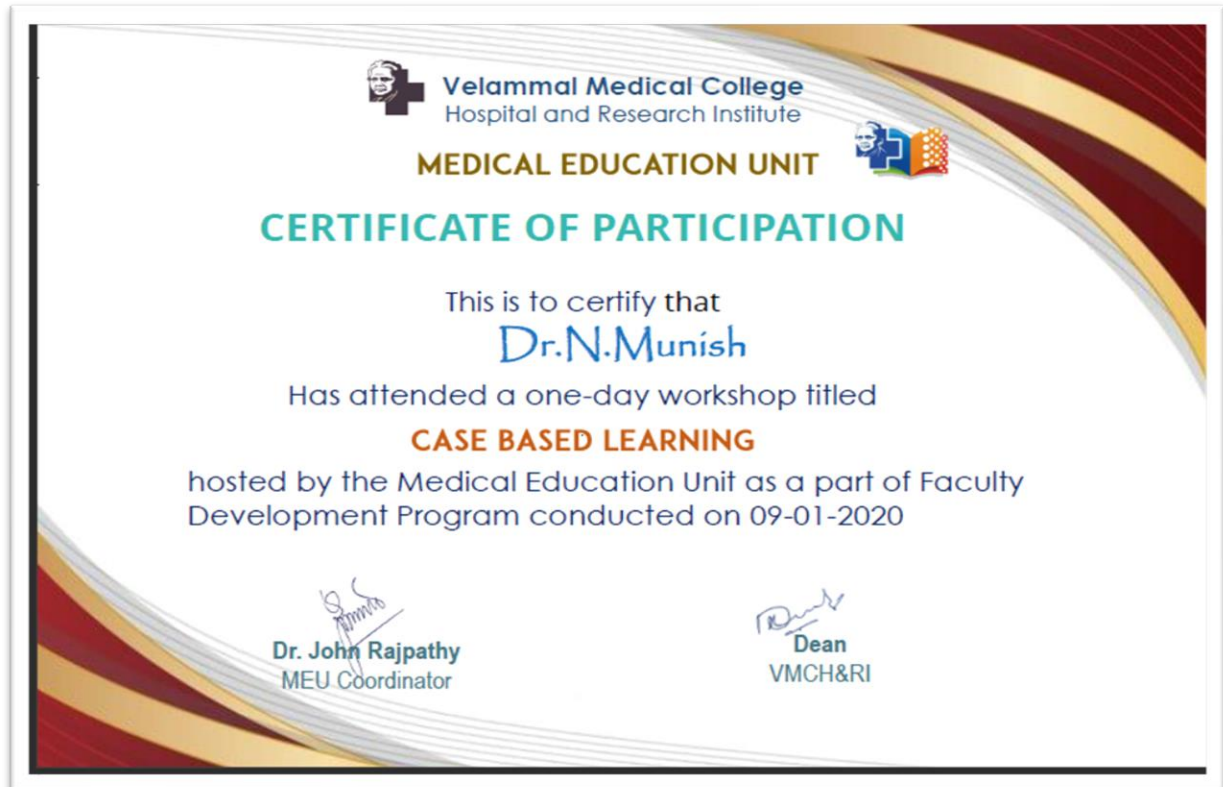 Velammal Medical College
Hospital and Research Institute
MEDICAL EDUCATION UNIT
CERTIFICATE OF PARTICIPATION
This is to certify that
Dr.N.Munish
Has attended a one-day workshop titled
CASE BASED LEARNING
hosted by the Medical Education Unit as a part of Faculty
Development Program conducted on 09-01-2020
Dr. John Rajpathy
MEU Coordinator
Dean
VMCH&RI